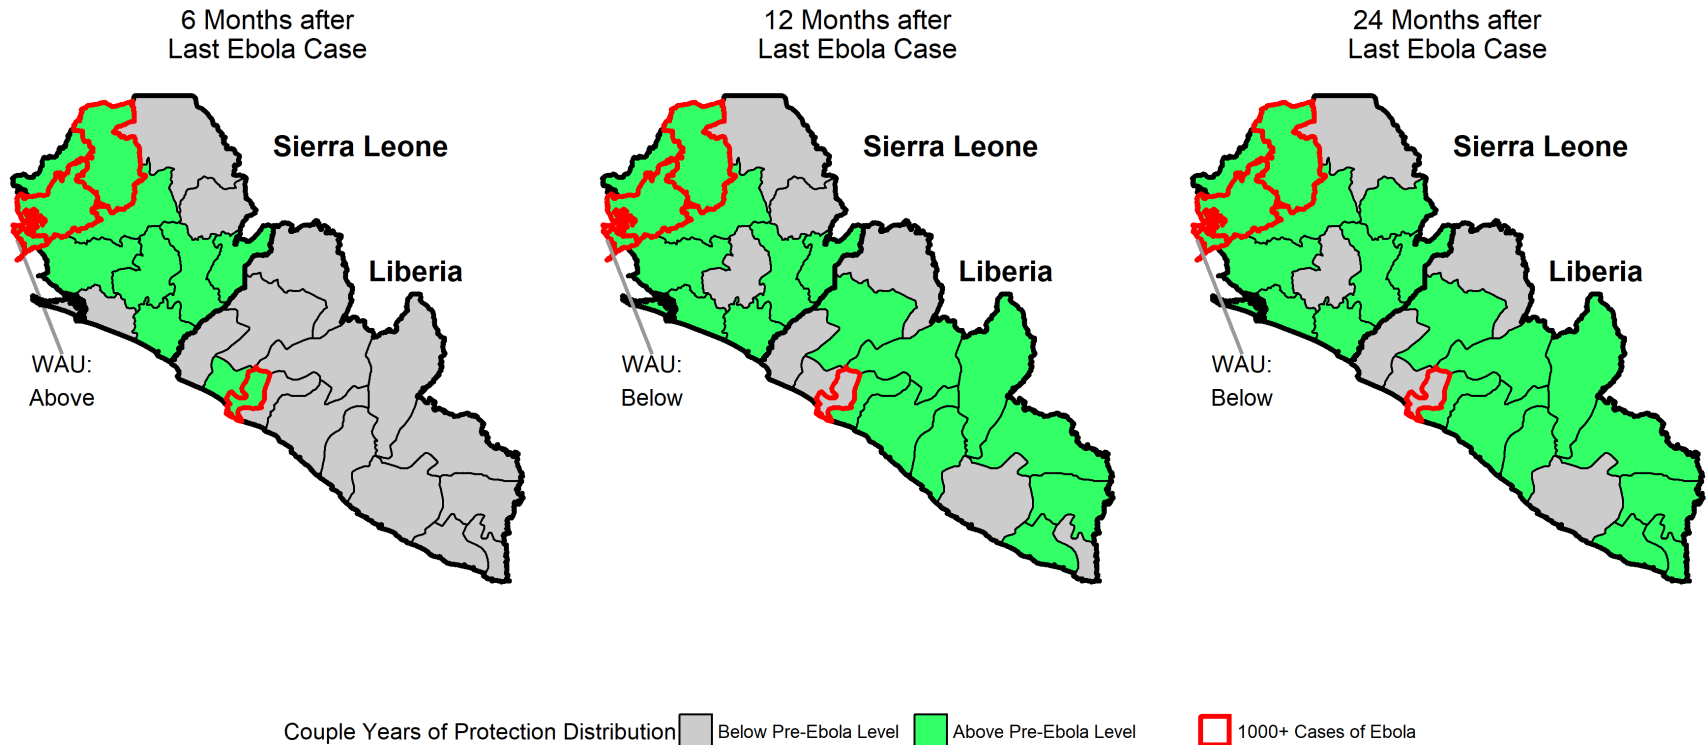 6 Months after
Last Ebola Case
12 Months after
Last Ebola Case
24 Months after
Last Ebola Case
Sierra Leone
Liberia
WAU:
Above
Sierra Leone
Liberia
WAU:
Below
Sierra Leone
Liberia
WAU:
Below
Couple Years of Protection Distribution
Below Pre-Ebola Level
Above Pre-Ebola Level
1000+ Cases of Ebola